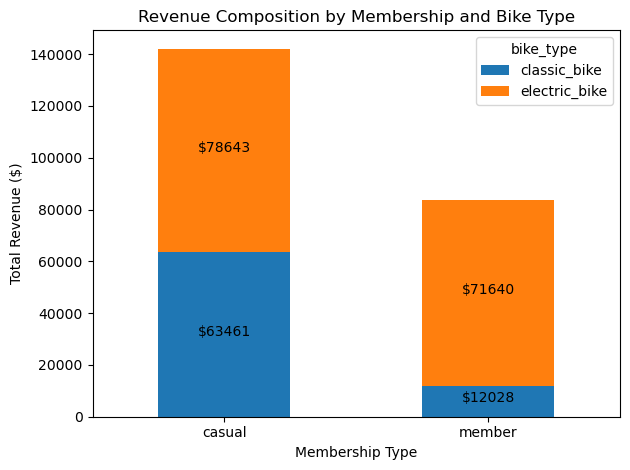 Revenue Composition by Membership and Bike Type
Total Revenue ($)
140000
120000
100000
80000
60000
40000
20000
0
bike_type
classic_bike
electric_bike
$78643
$63461
$71640
$12028
casual
member
Membership Type